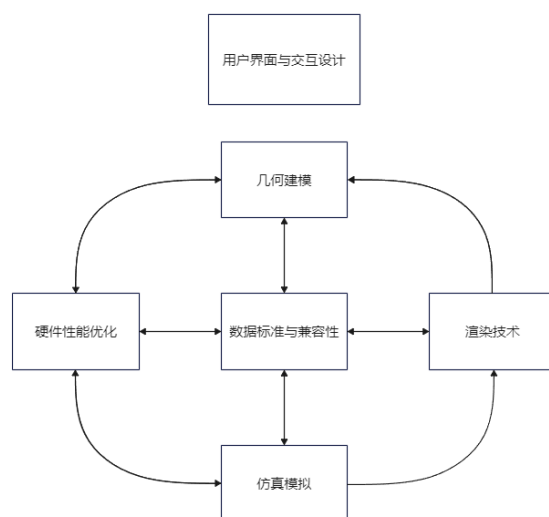 用户界面与交互设计
几何建模
硬件性能优化
数据标准与兼容性
渲染技术
仿真模拟